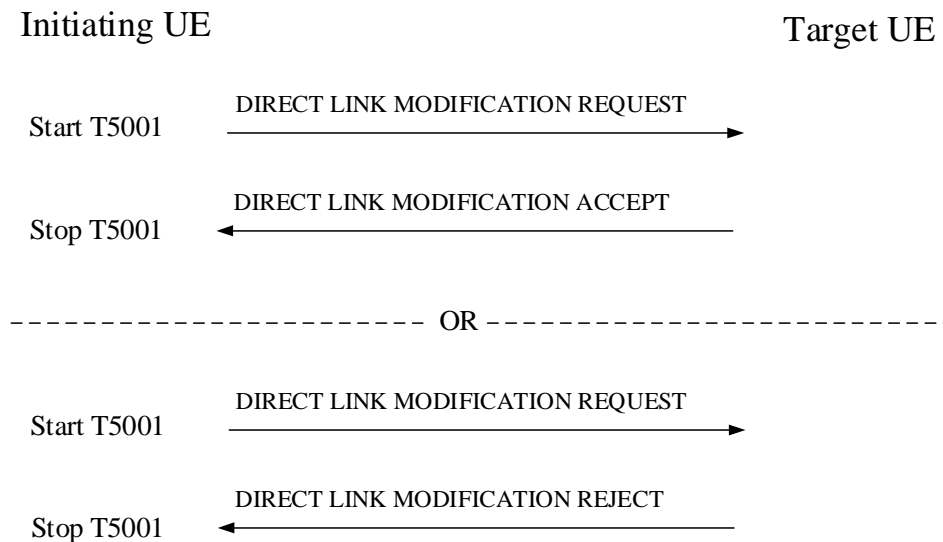 Initiating UE
Target UE
DIRECT LINK MODIFICATION REQUEST
Start T5001
DIRECT LINK MODIFICATION ACCEPT
Stop T5001
OR
DIRECT LINK MODIFICATION REQUEST
Start T5001
DIRECT LINK MODIFICATION REJECT
Stop T5001